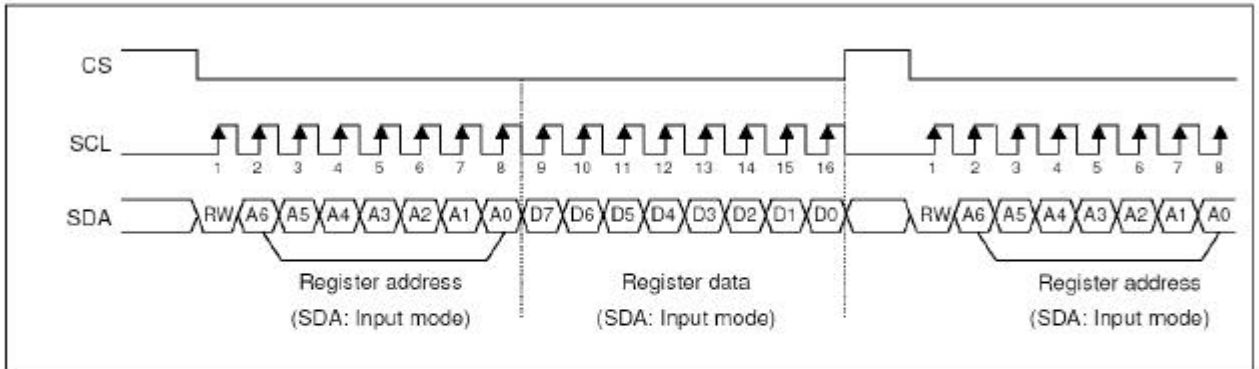 CS
SCL
1 2 3 4 5 6 7 8 9 10 11 12 13 14 15 16 1 2 3 4 5 6 7 8
SDA RW A6 A5 A4 A3 A2 A1 A0 D7 D6 D5 D4 D3 D2 D1 D0 RW A6 A5 A4 A3 A2 A1 A0
Register address Register data Register address
(SDA: Input mode) (SDA: Input mode) (SDA: Input mode)